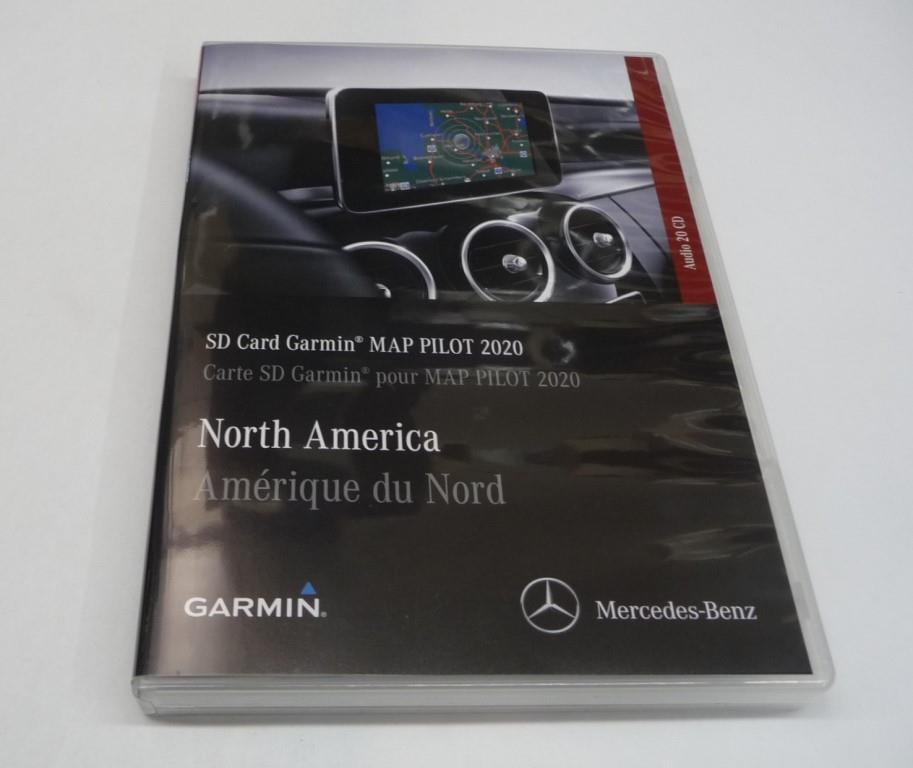 Audio 20 CD
SD Card Garmin® MAP PILOT 2020
Carte SD Garmin® pour MAP PILOT 2020
North America
Amérique du Nord
GARMIN®
Mercedes-Benz